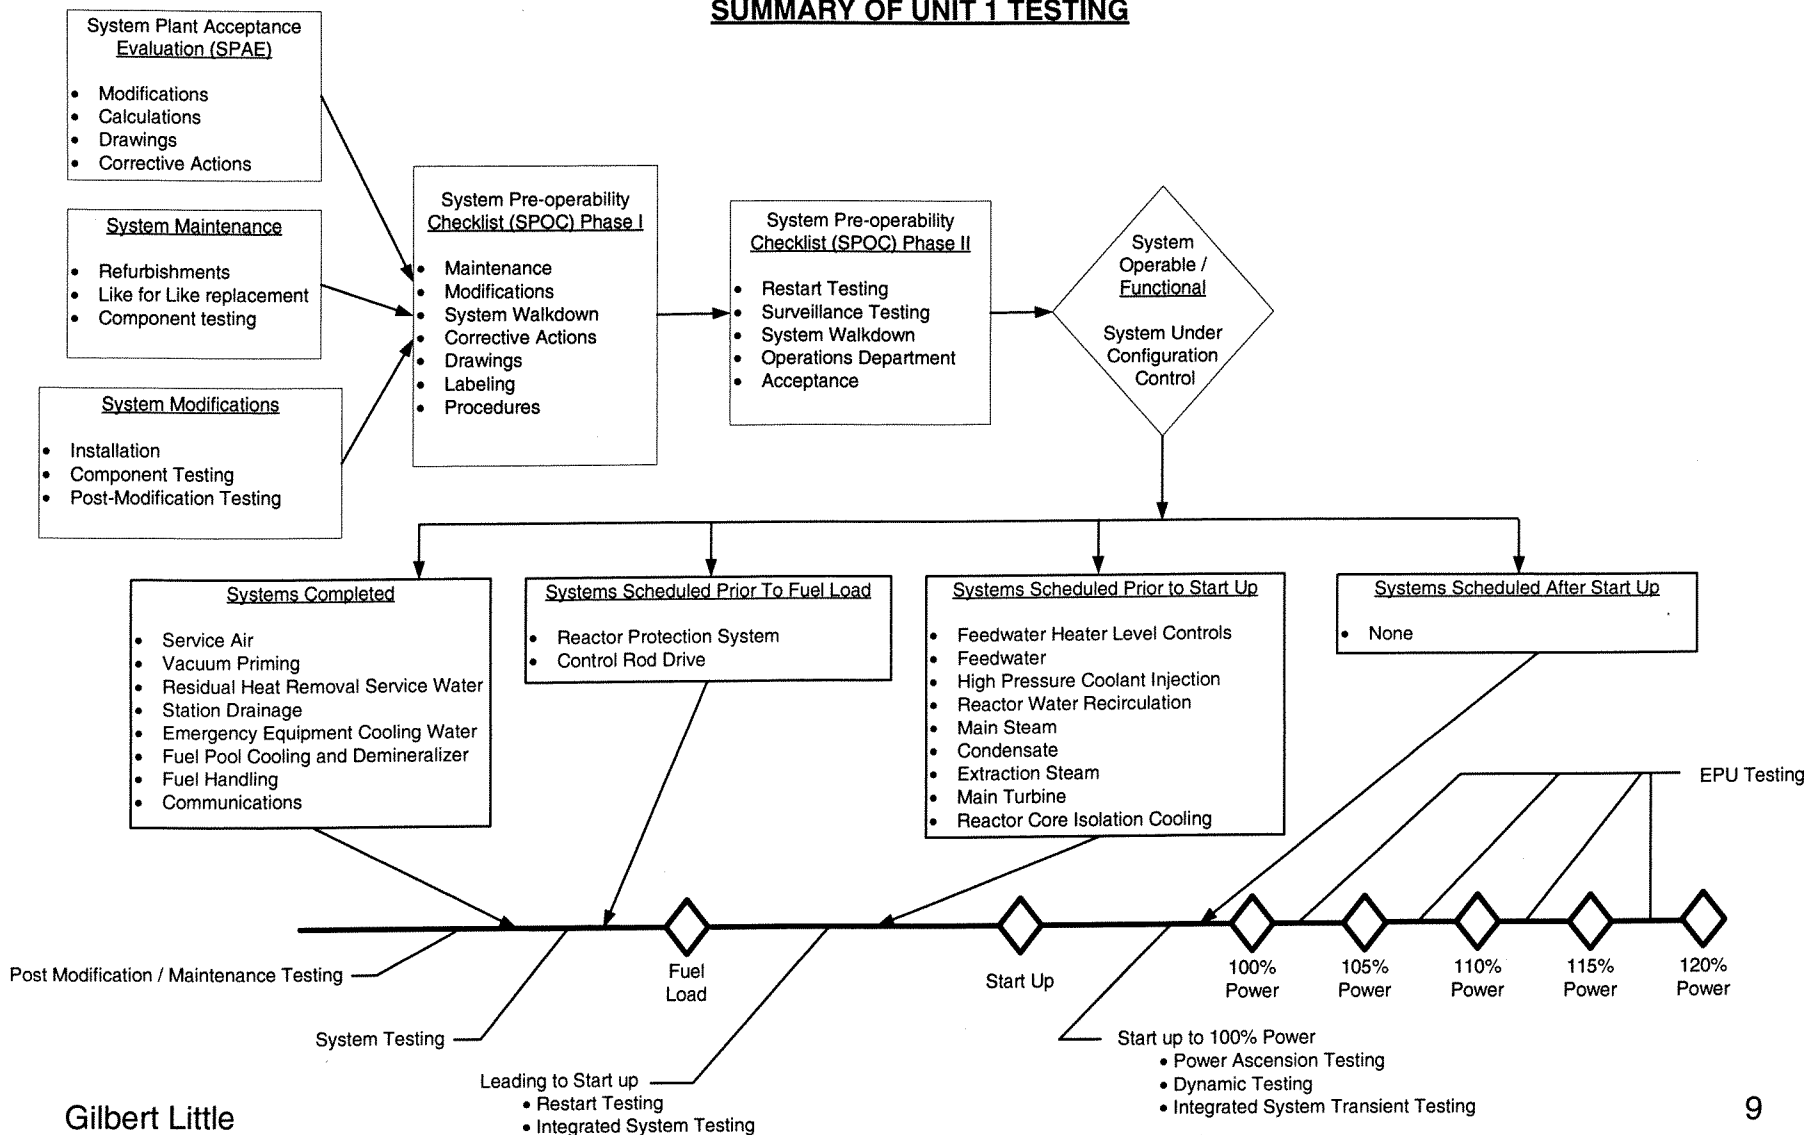 SUMMARY OF UNIT 1 TESTING
System Plant Acceptance
Evaluation (SPAE)
• Modifications
• Calculations
• Drawings
• Corrective Actions
System Maintenance
• Refurbishments
• Like for Like replacement
• Component testing
System Modifications
• Installation
• Component Testing
• Post-Modification Testing
System Pre-operability
Checklist (SPOC) Phase I
• Maintenance
• Modifications
• System Walkdown
• Corrective Actions
• Drawings
• Labeling
• Procedures
System Pre-operability
Checklist (SPOC) Phase II
• Restart Testing
• Surveillance Testing
• System Walkdown
• Operations Department
• Acceptance
System
Operable /
Functional
System Under
Configuration
Control
Systems Completed
• Service Air
• Vacuum Priming
• Residual Heat Removal Service Water
• Station Drainage
• Emergency Equipment Cooling Water
• Fuel Pool Cooling and Demineralizer
• Fuel Handling
• Communications
Systems Scheduled Prior To Fuel Load
• Reactor Protection System
• Control Rod Drive
Systems Scheduled Prior to Start Up
• Feedwater Heater Level Controls
• Feedwater
• High Pressure Coolant Injection
• Reactor Water Recirculation
• Main Steam
• Condensate
• Extraction Steam
• Main Turbine
• Reactor Core Isolation Cooling
Systems Scheduled After Start Up
• None
EPU Testing
Fuel
Load
Start Up
100%
Power
105%
Power
110%
Power
115%
Power
120%
Power
Post Modification / Maintenance Testing
System Testing
Leading to Start up
• Restart Testing
• Integrated System Testing
Start up to 100% Power
• Power Ascension Testing
• Dynamic Testing
• Integrated System Transient Testing
Gilbert Little
9